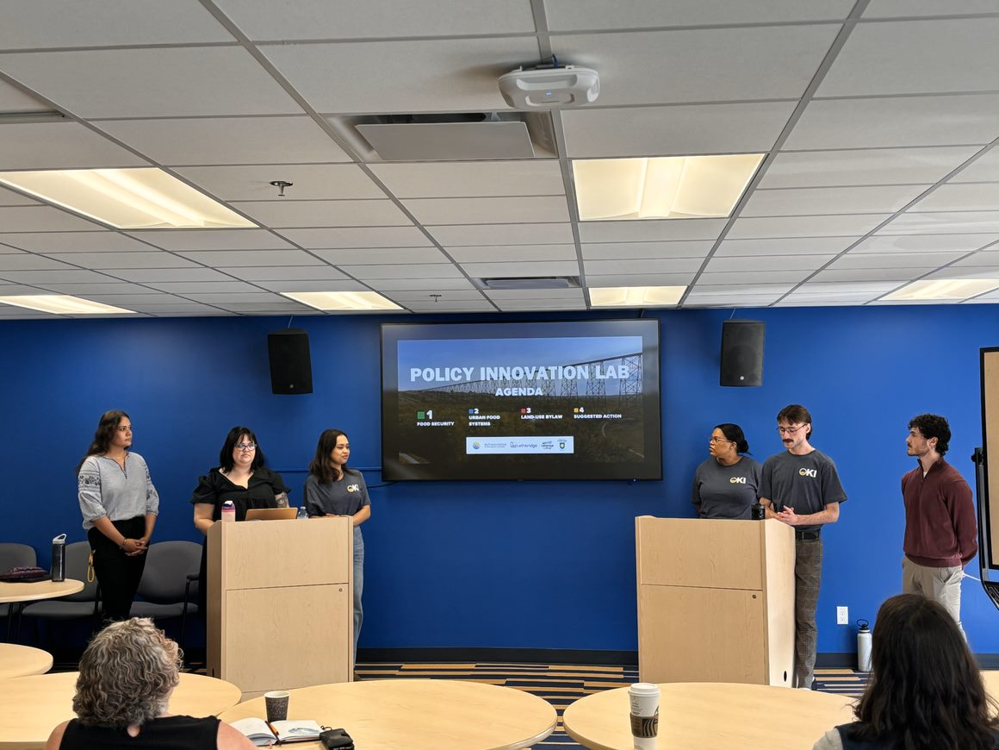 POLICY INNOVATION LAB
AGENDA
1
FOOD SECURITY
2
URBAN FOOD
SYSTEMS
3
LAND-USE BYLAW
4
SUGGESTED ACTION
Lethbridge
OKI
OKI
OKI